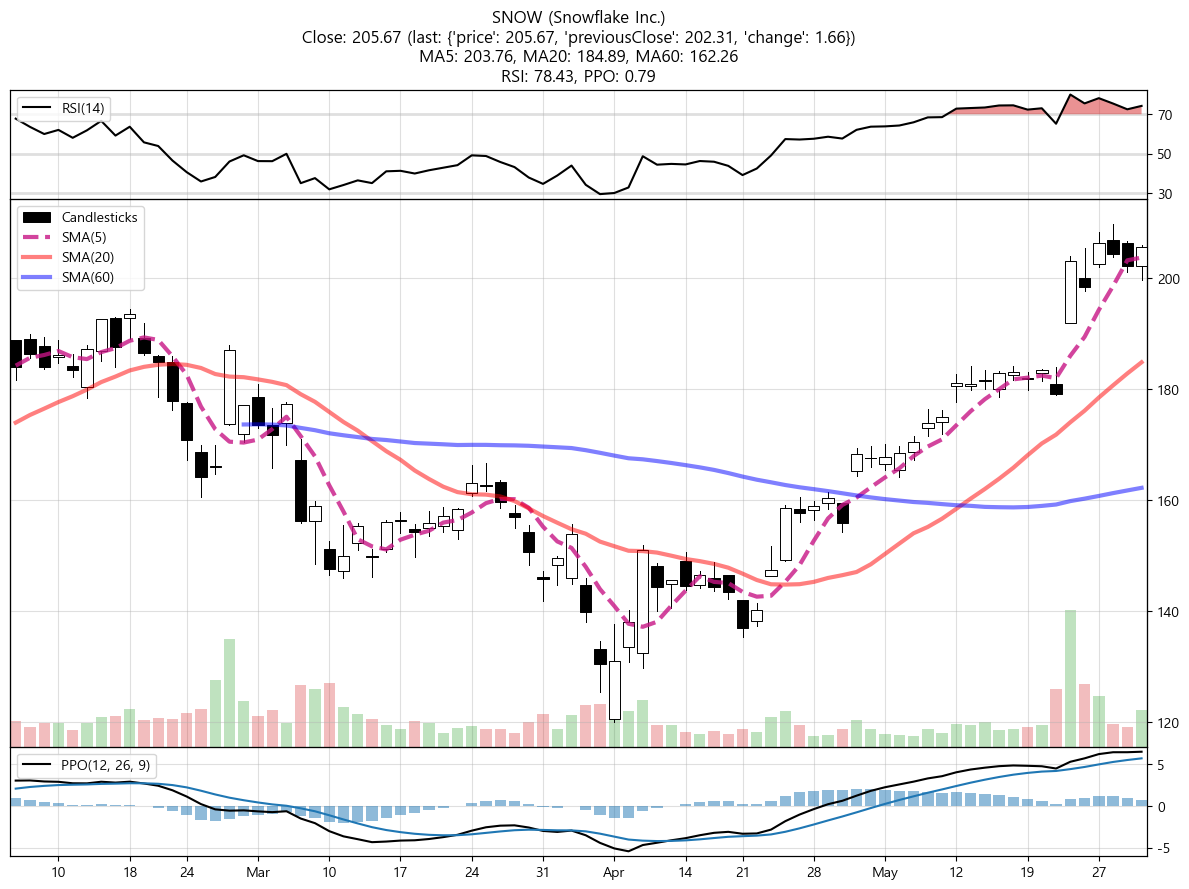 SNOW (Snowflake Inc.)
Close: 205.67 (last: {'price': 205.67, 'previousClose': 202.31, 'change': 1.66})
MA5: 203.76, MA20: 184.89, MA60: 162.26
RSI: 78.43, PPO: 0.79
RSI(14)
70
50
30
Candlesticks
SMA(5)
SMA(20)
SMA(60)
200
180
160
140
120
PPO(12, 26, 9)
5
0
-5
10 18 24 Mar 10 17 24 31 Apr 14 21 28 May 12 19 27